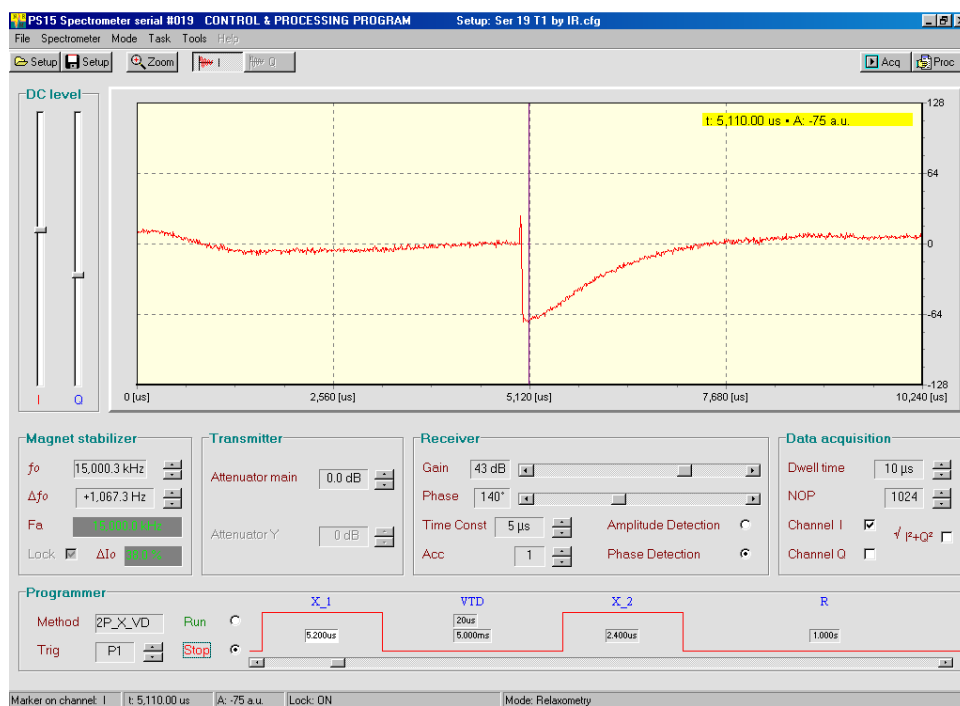 PS15 Spectrometer serial #019 CONTROL & PROCESSING PROGRAM Setup: Ser 19 T1 by IR.cfg
File Spectrometer Mode Task Tools Help
Setup Setup Zoom I Q Acq Proc
DC level
I Q
t: 5,110.00 us • A: -75 a.u.
128
64
0
-64
-128
0 [us] 2,560 [us] 5,120 [us] 7,680 [us] 10,240 [us]
Magnet stabilizer
fo 15,000.3 kHz
Δfo +1,067.3 Hz
Fa 15,000.0 kHz
Lock ΔIo 38.0 %
Transmitter
Attenuator main 0.0 dB
Attenuator Y 0 dB
Receiver
Gain 43 dB
Phase 140°
Time Const 5 µs Amplitude Detection
Acc 1 Phase Detection
Data acquisition
Dwell time 10 µs
NOP 1024
Channel I √ I²+Q²
Channel Q
Programmer
Method 2P_X_VD Run
Trig P1 Stop
X_1 VTD X_2 R
20us
5.200us 5.000ms 2.400us 1.000s
Marker on channel: I t: 5,110.00 us A: -75 a.u. Lock: ON Mode: Relaxometry